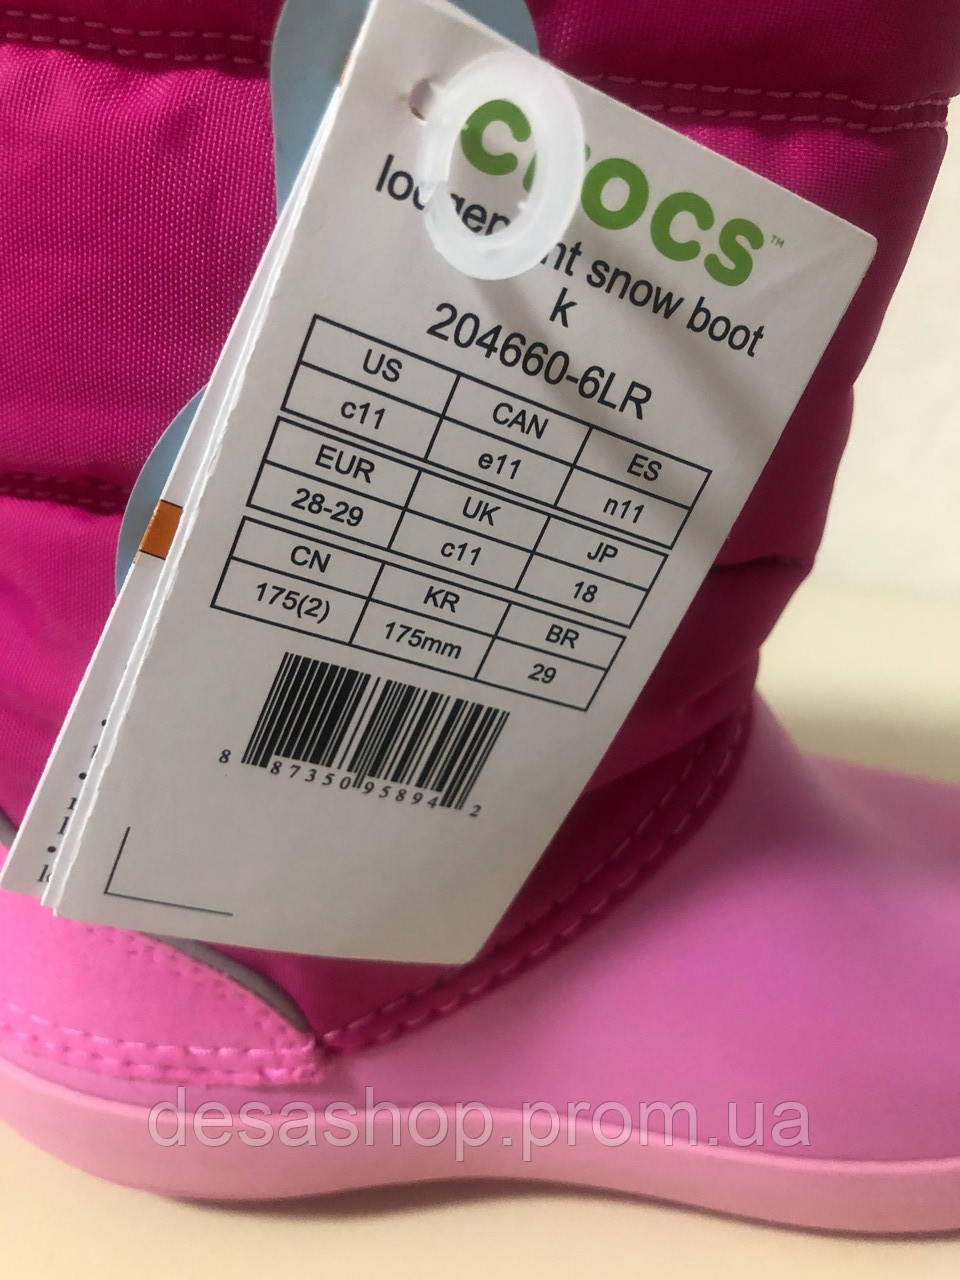 crocs™
snow boot
k
204660-6LR
US CAN ES
c11 e11 n11
EUR UK JP
28-29 c11 18
CN KR BR
175(2) 175mm 29
8 87350 95894 2
desashop.prom.ua